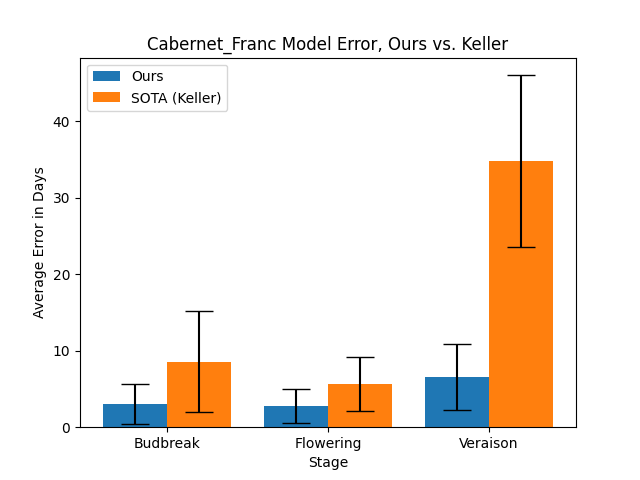 Cabernet_Franc Model Error, Ours vs. Keller
Ours
SOTA (Keller)
Average Error in Days
40
30
20
10
0
Budbreak
Flowering
Veraison
Stage